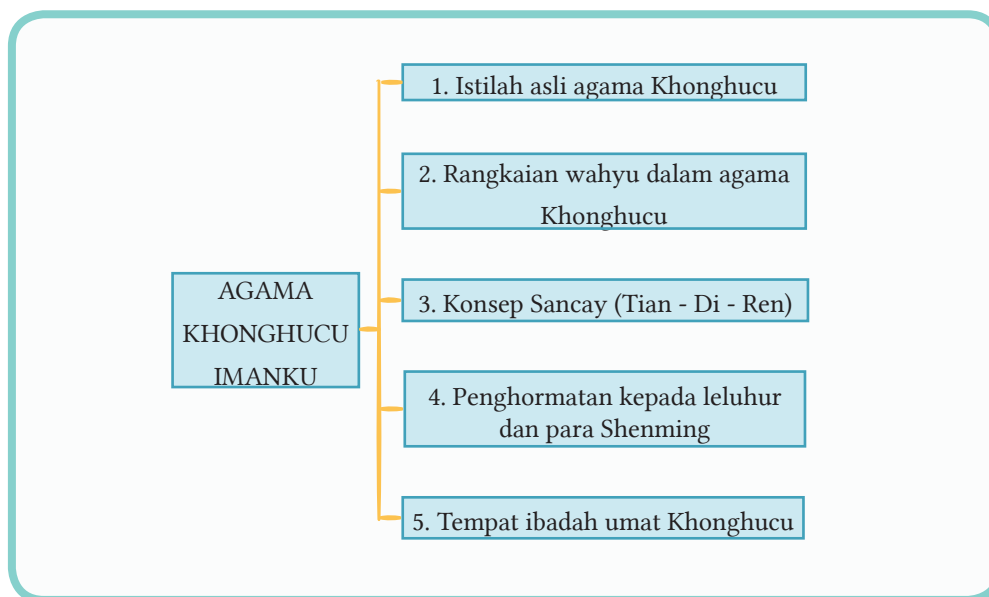 AGAMA
KHONGHUCU
IMANKU
1. Istilah asli agama Khonghucu
2. Rangkaian wahyu dalam agama
Khonghucu
3. Konsep Sancay (Tian - Di - Ren)
4. Penghormatan kepada leluhur
dan para Shenming
5. Tempat ibadah umat Khonghucu